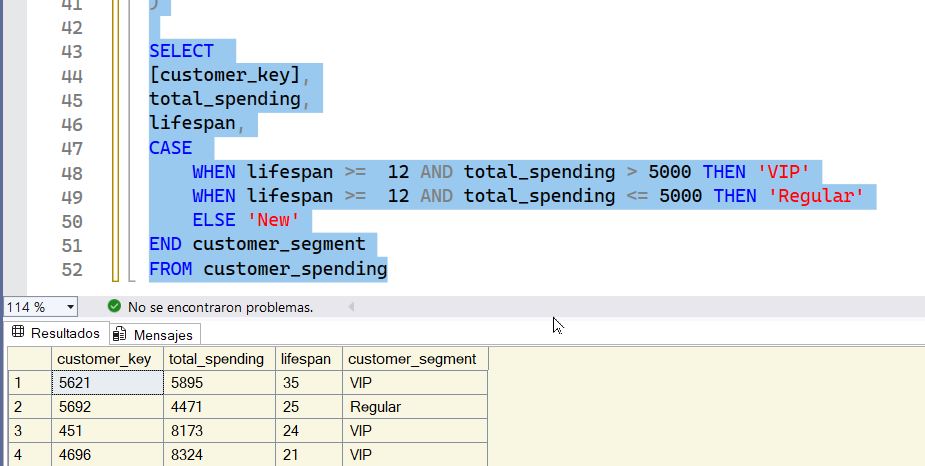 41 )
42
43 SELECT
44 [customer_key],
45 total_spending,
46 lifespan,
47 CASE
48 WHEN lifespan >=  12 AND total_spending > 5000 THEN 'VIP'
49 WHEN lifespan >=  12 AND total_spending <= 5000 THEN 'Regular'
50 ELSE 'New'
51 END customer_segment
52 FROM customer_spending
114 % No se encontraron problemas.
Resultados Mensajes
customer_key total_spending lifespan customer_segment
1 5621 5895 35 VIP
2 5692 4471 25 Regular
3 451 8173 24 VIP
4 4696 8324 21 VIP